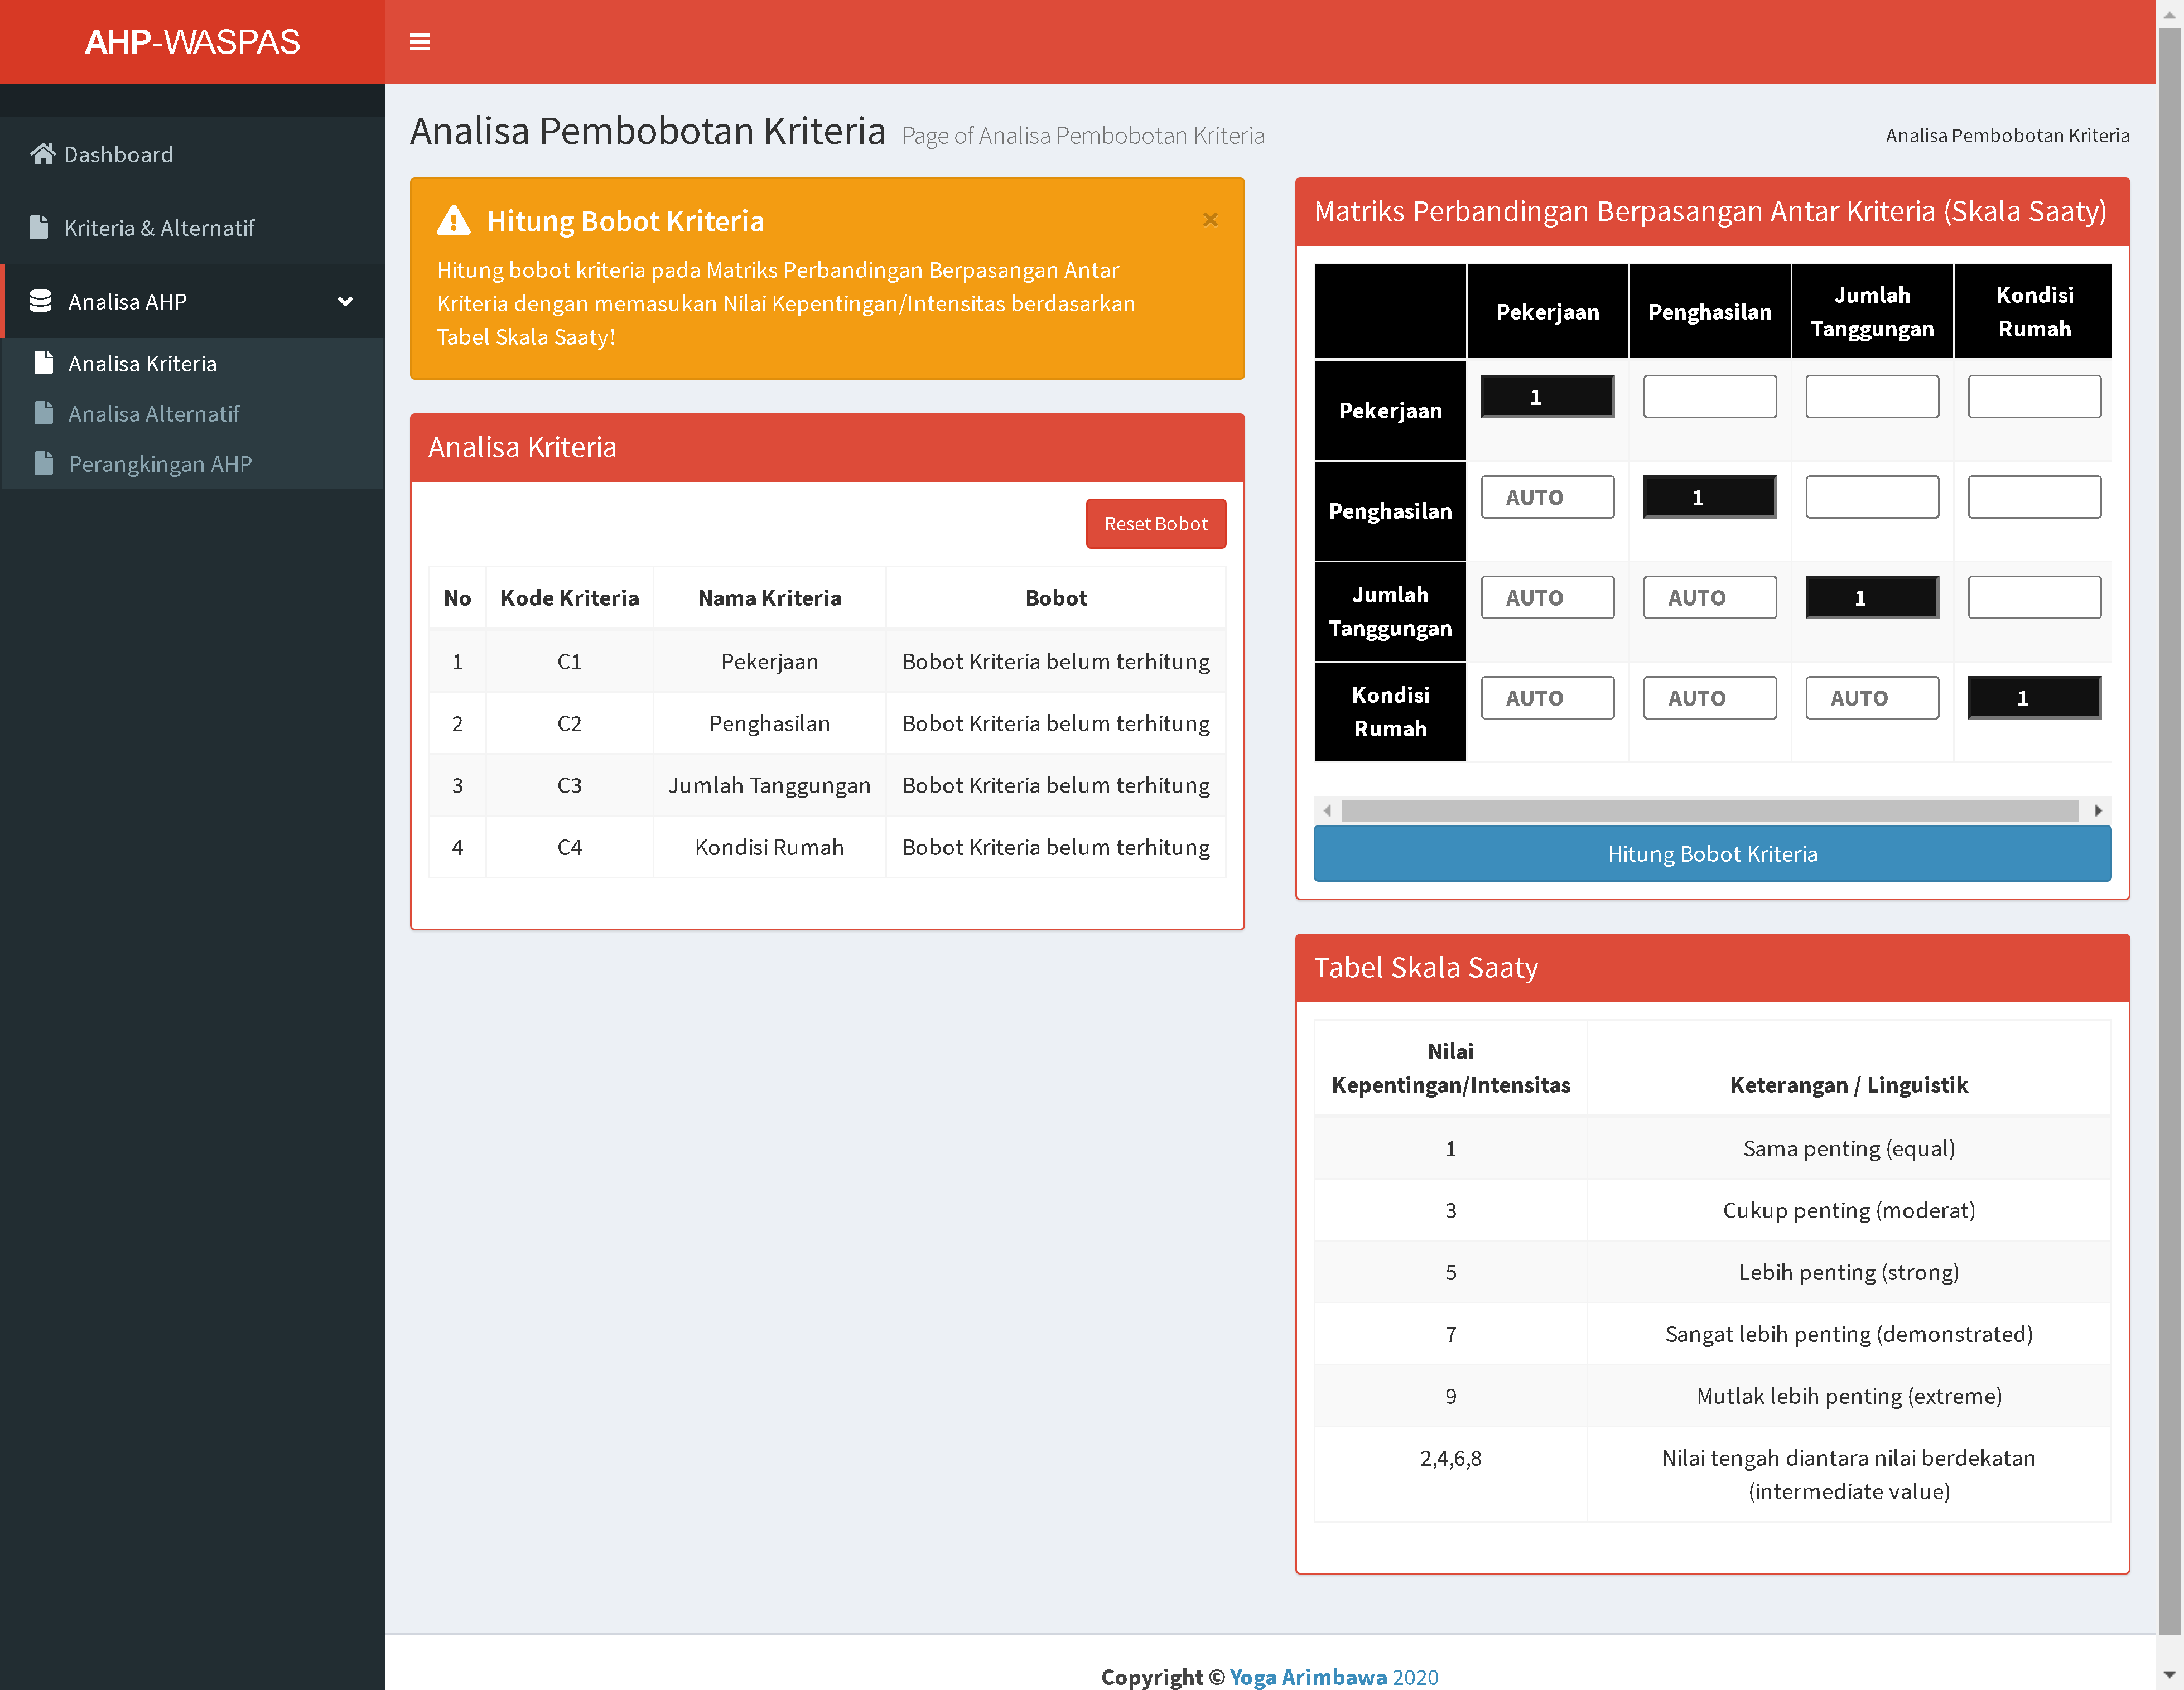 AHP-WASPAS
Dashboard
Kriteria & Alternatif
Analisa AHP
Analisa Kriteria
Analisa Alternatif
Perangkingan AHP
Analisa Pembobotan Kriteria Page of Analisa Pembobotan Kriteria
Analisa Pembobotan Kriteria
Hitung Bobot Kriteria ×
Hitung bobot kriteria pada Matriks Perbandingan Berpasangan Antar
Kriteria dengan memasukan Nilai Kepentingan/Intensitas berdasarkan
Tabel Skala Saaty!
Analisa Kriteria
Reset Bobot
No Kode Kriteria Nama Kriteria Bobot
1 C1 Pekerjaan Bobot Kriteria belum terhitung
2 C2 Penghasilan Bobot Kriteria belum terhitung
3 C3 Jumlah Tanggungan Bobot Kriteria belum terhitung
4 C4 Kondisi Rumah Bobot Kriteria belum terhitung
Matriks Perbandingan Berpasangan Antar Kriteria (Skala Saaty)
Pekerjaan Penghasilan Jumlah Tanggungan Kondisi Rumah
Pekerjaan 1
Penghasilan AUTO 1
Jumlah Tanggungan AUTO AUTO 1
Kondisi Rumah AUTO AUTO AUTO 1
Hitung Bobot Kriteria
Tabel Skala Saaty
Nilai
Kepentingan/Intensitas Keterangan / Linguistik
1 Sama penting (equal)
3 Cukup penting (moderat)
5 Lebih penting (strong)
7 Sangat lebih penting (demonstrated)
9 Mutlak lebih penting (extreme)
2,4,6,8 Nilai tengah diantara nilai berdekatan
(intermediate value)
Copyright © Yoga Arimbawa 2020